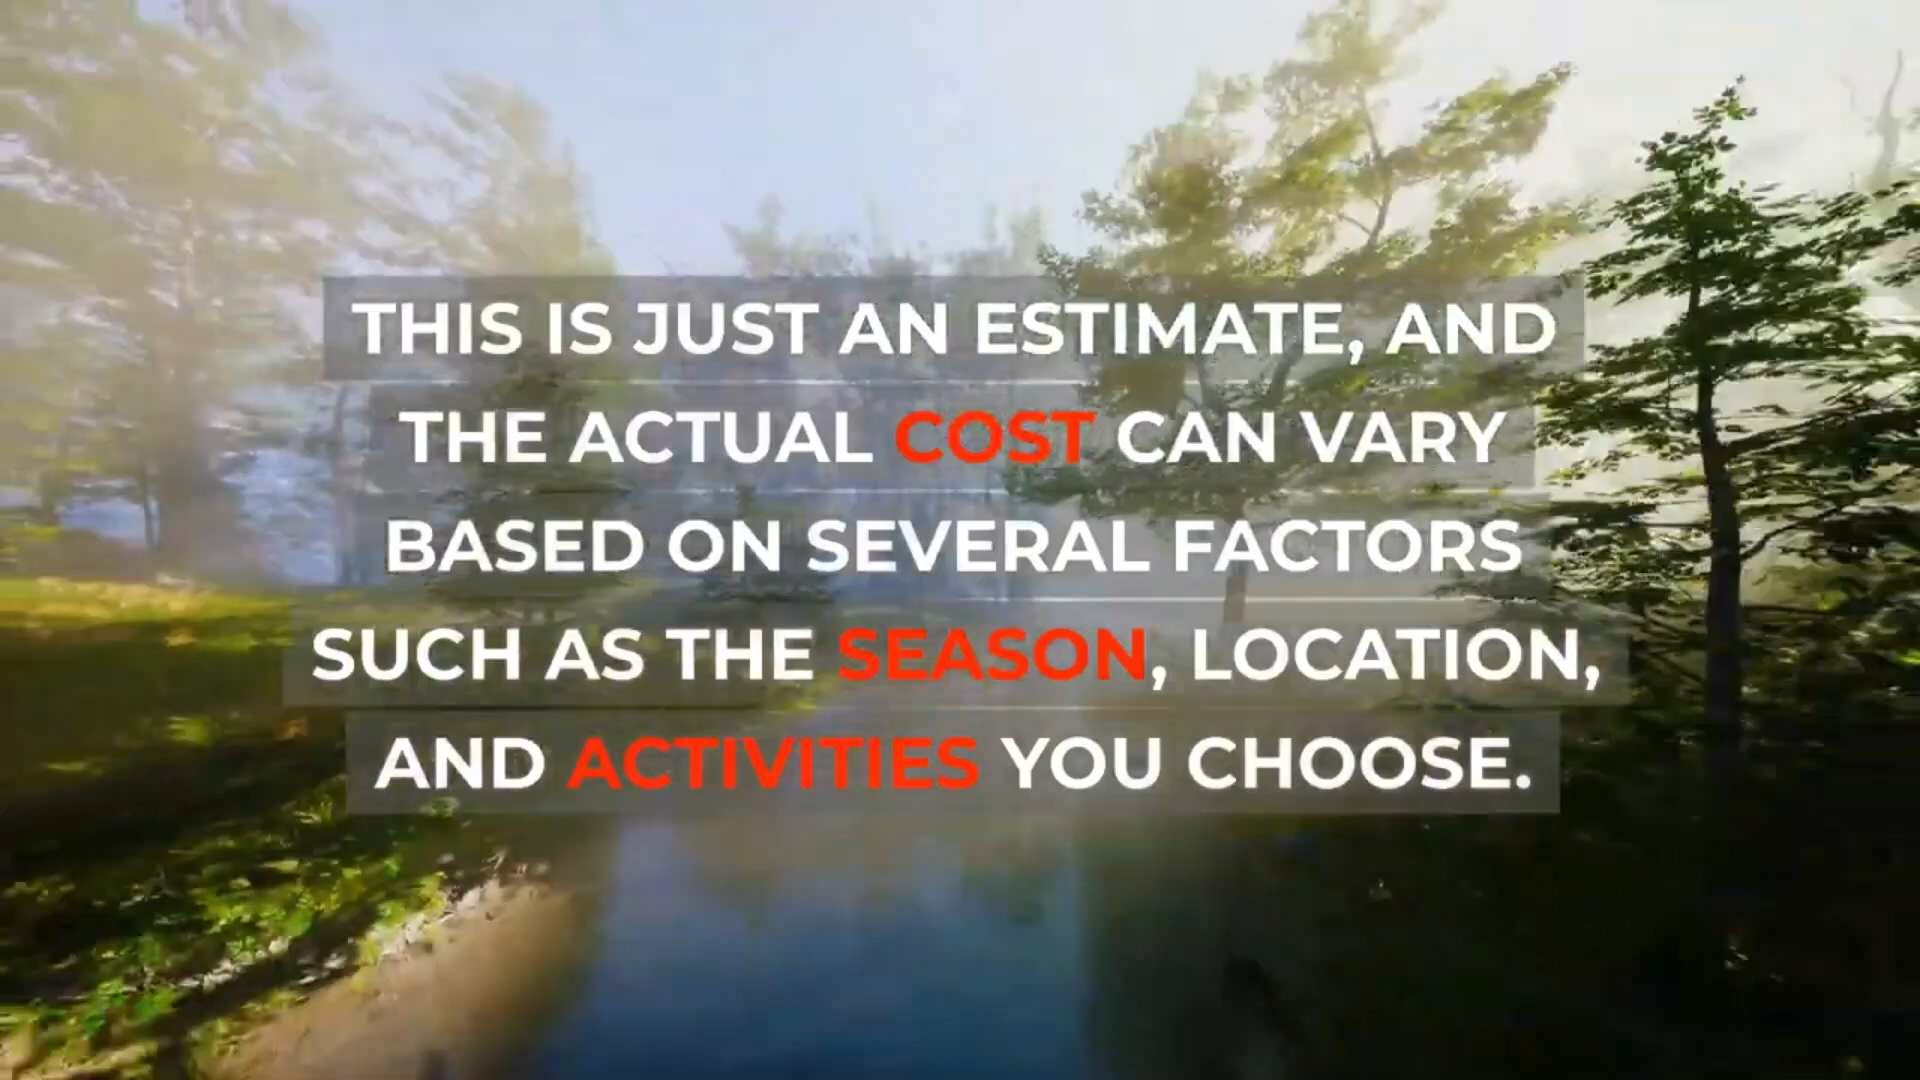 THIS IS JUST AN ESTIMATE, AND
THE ACTUAL COST CAN VARY
BASED ON SEVERAL FACTORS
SUCH AS THE SEASON, LOCATION,
AND ACTIVITIES YOU CHOOSE.